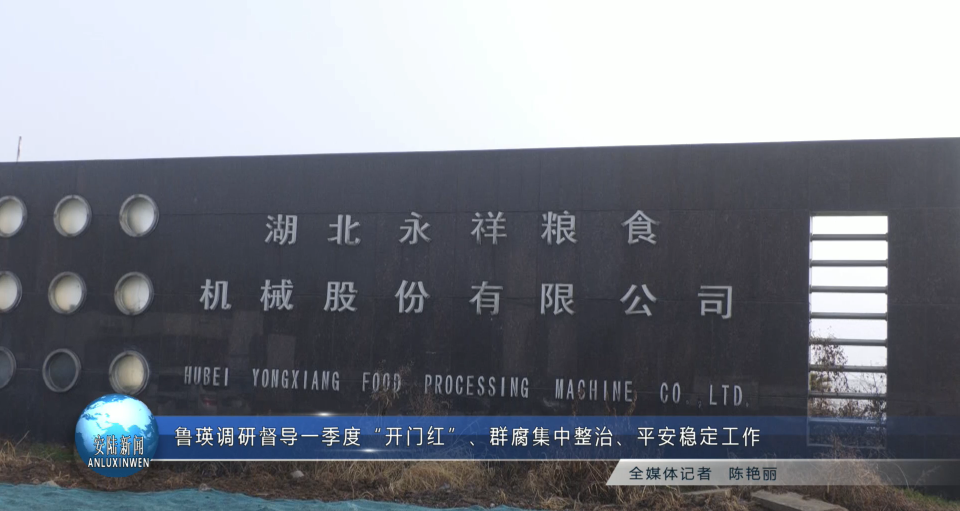 湖北永祥粮食
机械股份有限公司
HUBEI YONGXIANG FOOD PROCESSING MACHINE CO.,LTD.
安陆新闻
ANLUXINWEN
鲁瑛调研督导一季度“开门红”、群腐集中整治、平安稳定工作
全媒体记者 陈艳丽